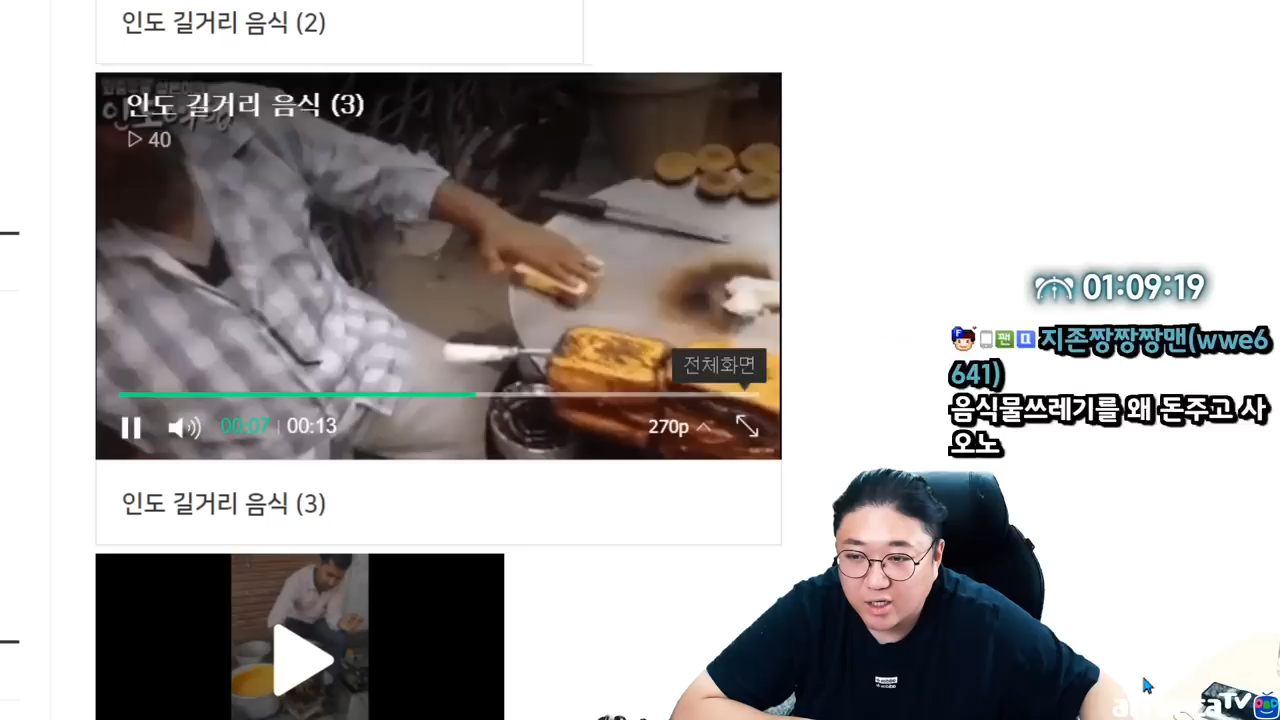 인도 길거리 음식 (2)
인도 길거리 음식 (3)
40
전체화면
00:07 | 00:13
270p
인도 길거리 음식 (3)
01:09:19
팬
지존짱짱짱맨(wwe6
641)
음식물쓰레기를 왜 돈주고 사
오노
TV